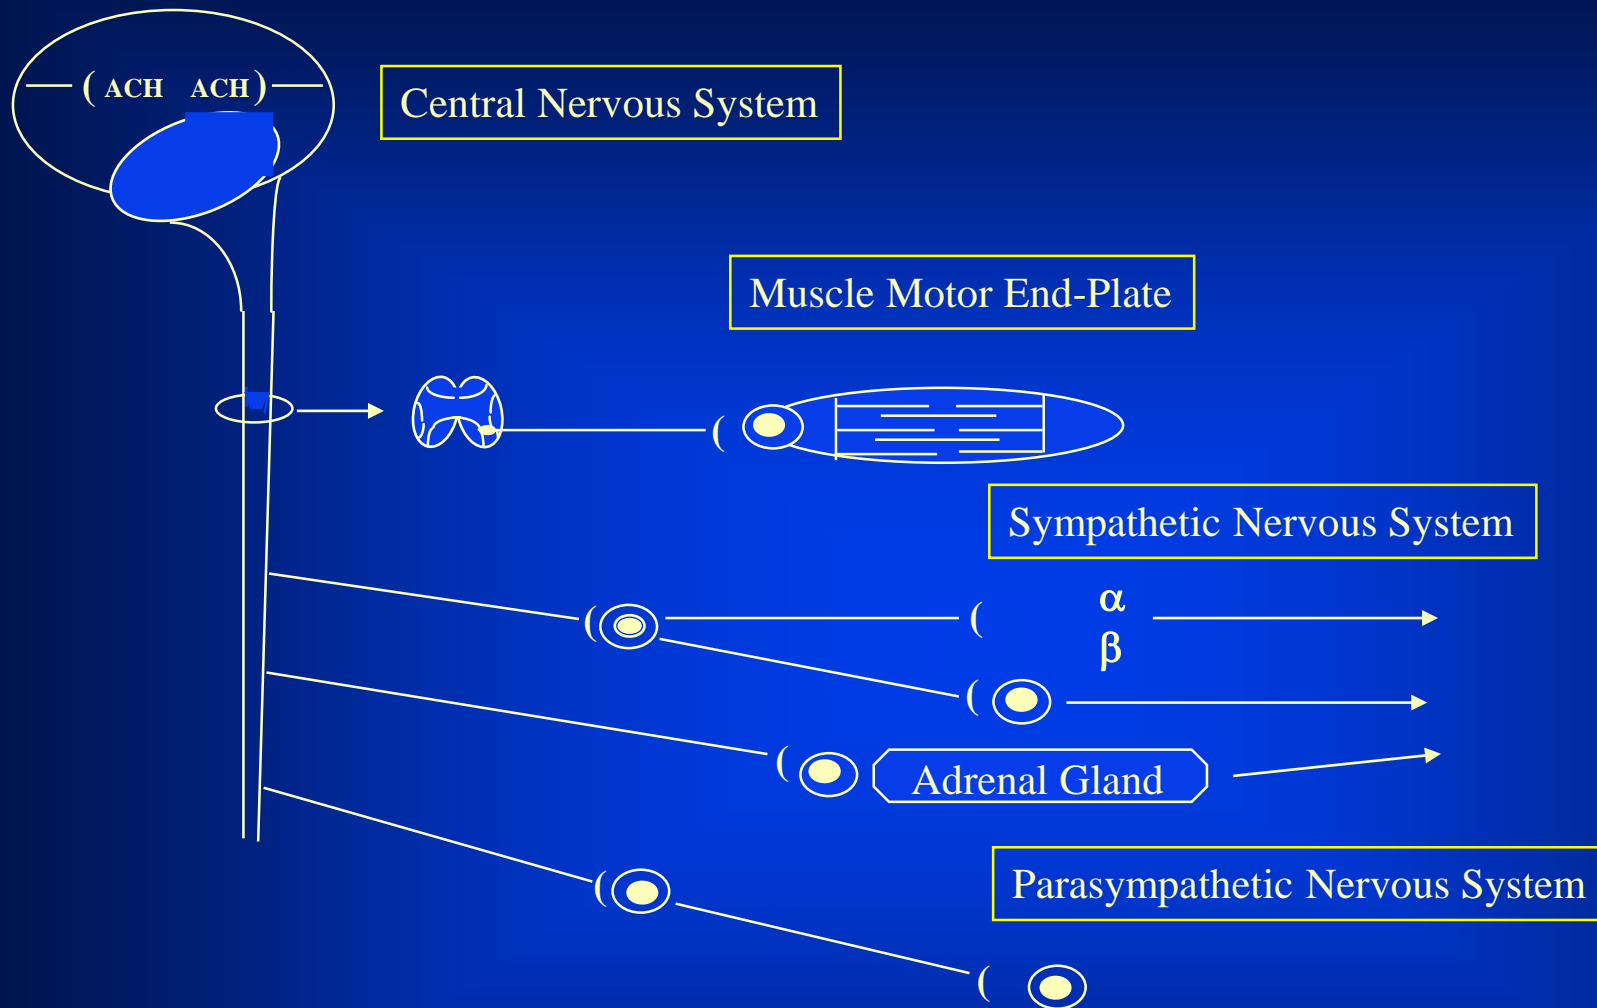 ( ACH ACH )
Central Nervous System
Muscle Motor End-Plate
Sympathetic Nervous System
α
β
Adrenal Gland
Parasympathetic Nervous System